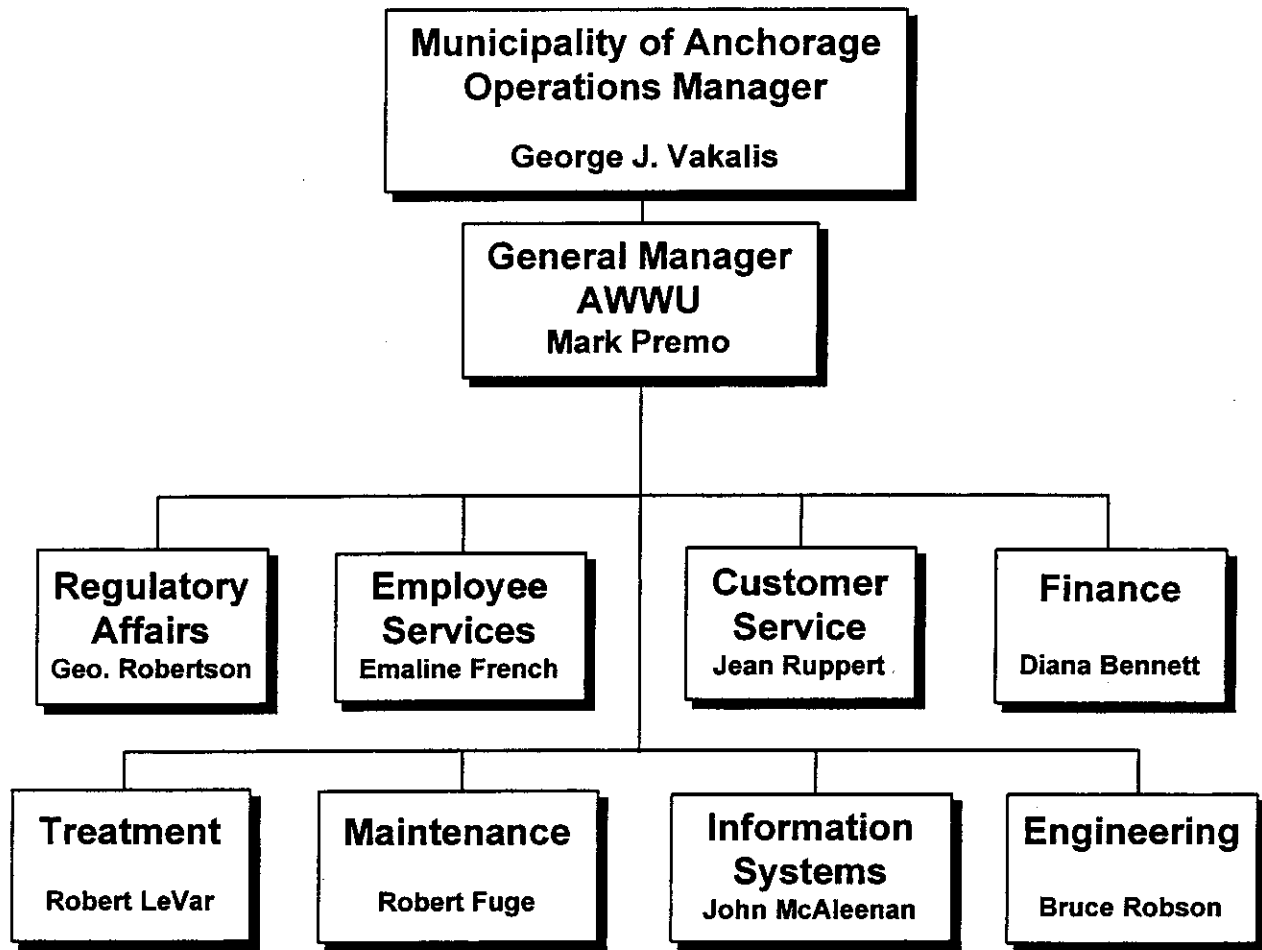 Municipality of Anchorage
Operations Manager
George J. Vakalis
General Manager
AWWU
Mark Premo
Regulatory
Affairs
Geo. Robertson
Employee
Services
Emaline French
Customer
Service
Jean Ruppert
Finance
Diana Bennett
Treatment
Robert LeVar
Maintenance
Robert Fuge
Information
Systems
John McAleenan
Engineering
Bruce Robson